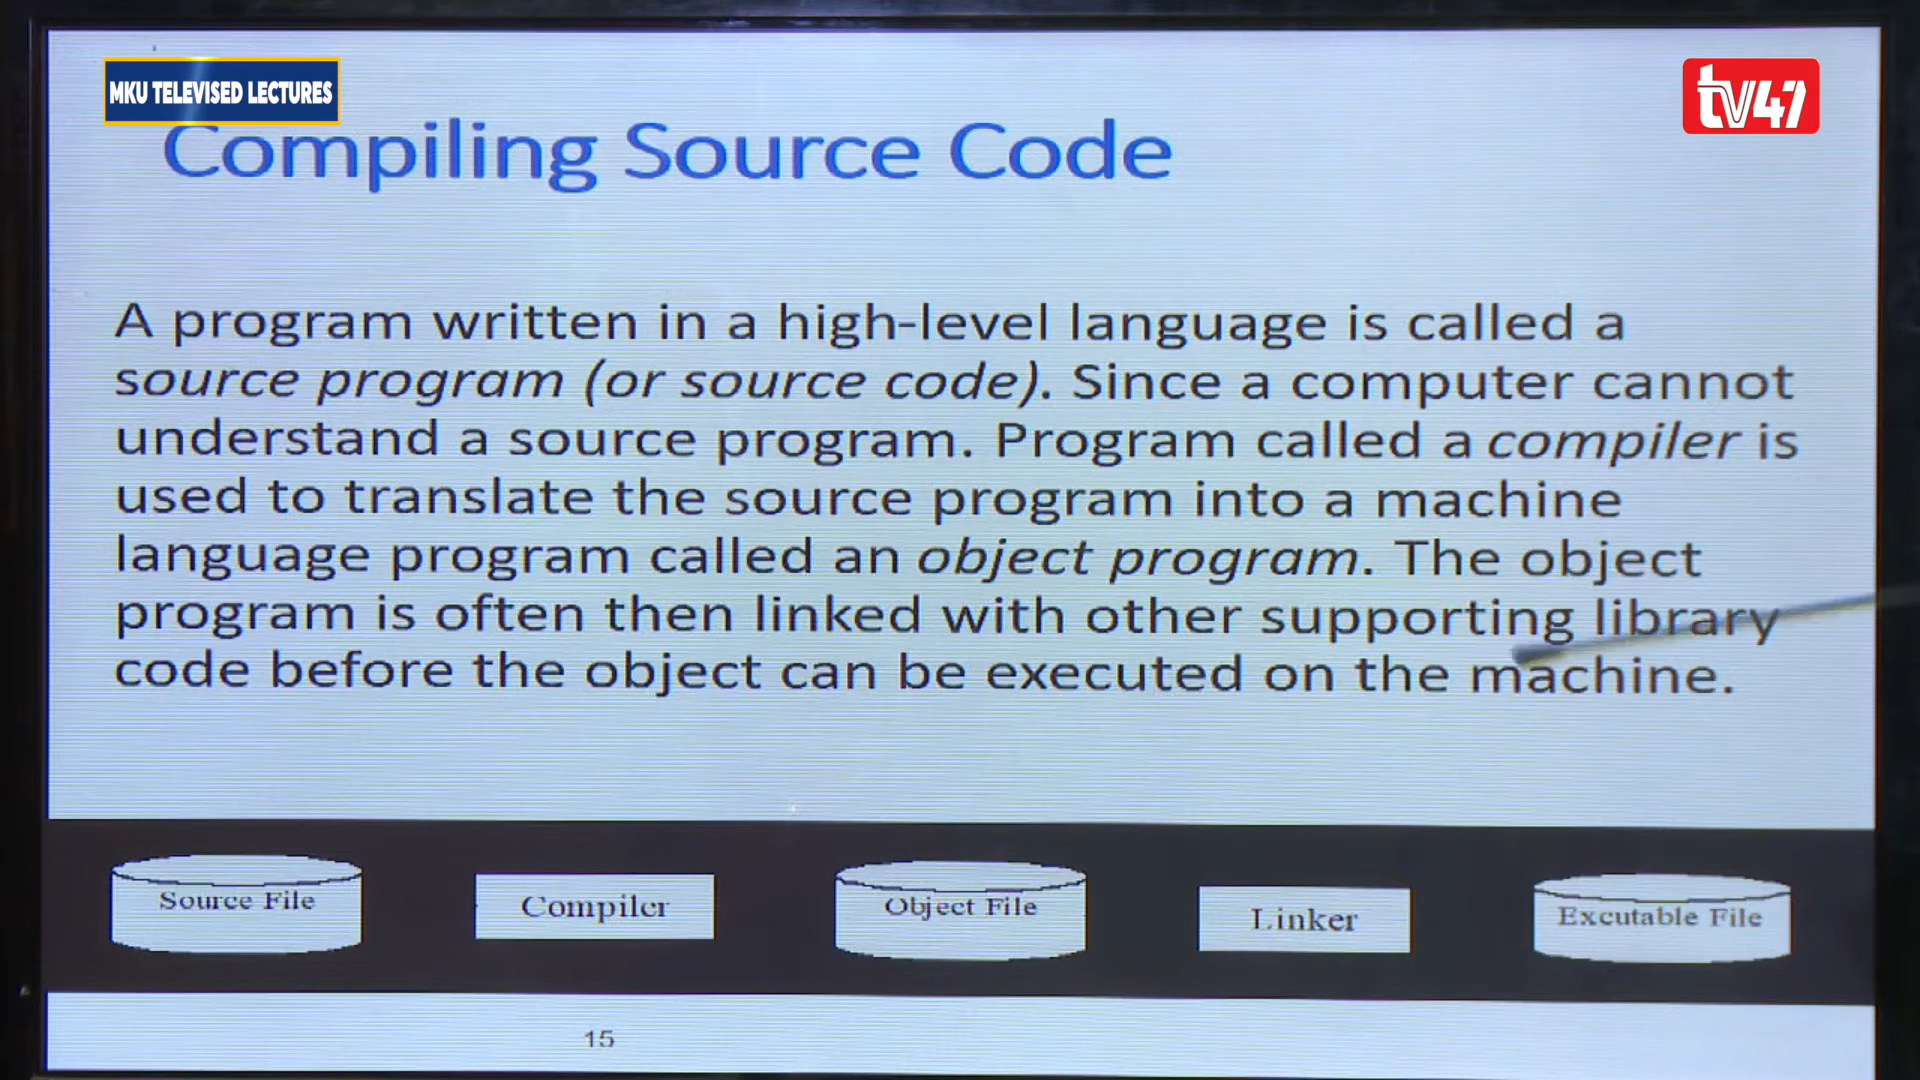 MKU TELEVISED LECTURES
tv47
Compiling Source Code
A program written in a high-level language is called a
source program (or source code). Since a computer cannot
understand a source program. Program called a compiler is
used to translate the source program into a machine
language program called an object program. The object
program is often then linked with other supporting library
code before the object can be executed on the machine.
Source File
Compiler
Object File
Linker
Excutable File
15